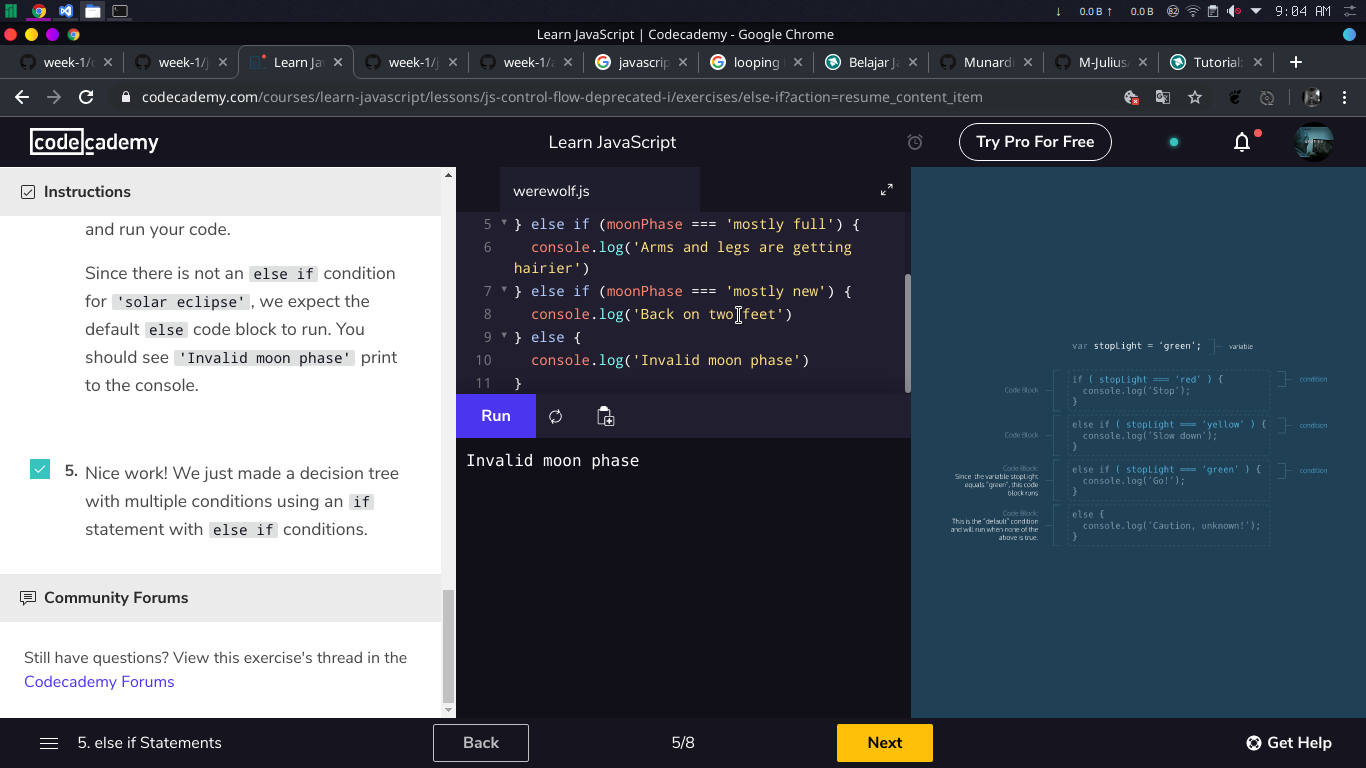 0.0 B
0.0 B
9:04 AM
Learn JavaScript | Codecademy - Google Chrome
week-1/
week-1/j
Learn Jav
week-1/j
week-1/a
javascrip
looping
Belajar Ja
Munardi
M-Julius
Tutorial:
codecademy.com/courses/learn-javascript/lessons/js-control-flow-deprecated-i/exercises/else-if?action=resume_content_item
codecademy
Learn JavaScript
Try Pro For Free
Instructions
and run your code.
Since there is not an else if condition
for 'solar eclipse', we expect the
default else code block to run. You
should see 'Invalid moon phase' print
to the console.
5. Nice work! We just made a decision tree
with multiple conditions using an if
statement with else if conditions.
Community Forums
Still have questions? View this exercise's thread in the
Codecademy Forums
werewolf.js
5 } else if (moonPhase === 'mostly full') {
6 console.log('Arms and legs are getting
hairier')
7 } else if (moonPhase === 'mostly new') {
8 console.log('Back on two feet')
9 } else {
10 console.log('Invalid moon phase')
11 }
Run
Invalid moon phase
var stopLight = 'green';
variable
Code Block
if ( stopLight === 'red' ) {
console.log('Stop');
}
condition
Code Block
else if ( stopLight === 'yellow' ) {
console.log('Slow down');
}
condition
Code Block:
Since the variable stoplight
equals "green", this code
block runs
else if ( stopLight === 'green' ) {
console.log('Go!');
}
condition
Code Block:
This is the "default" condition
and will run when none of the
above is true.
else {
console.log('Caution, unknown!');
}
5. else if Statements
Back
5/8
Next
Get Help